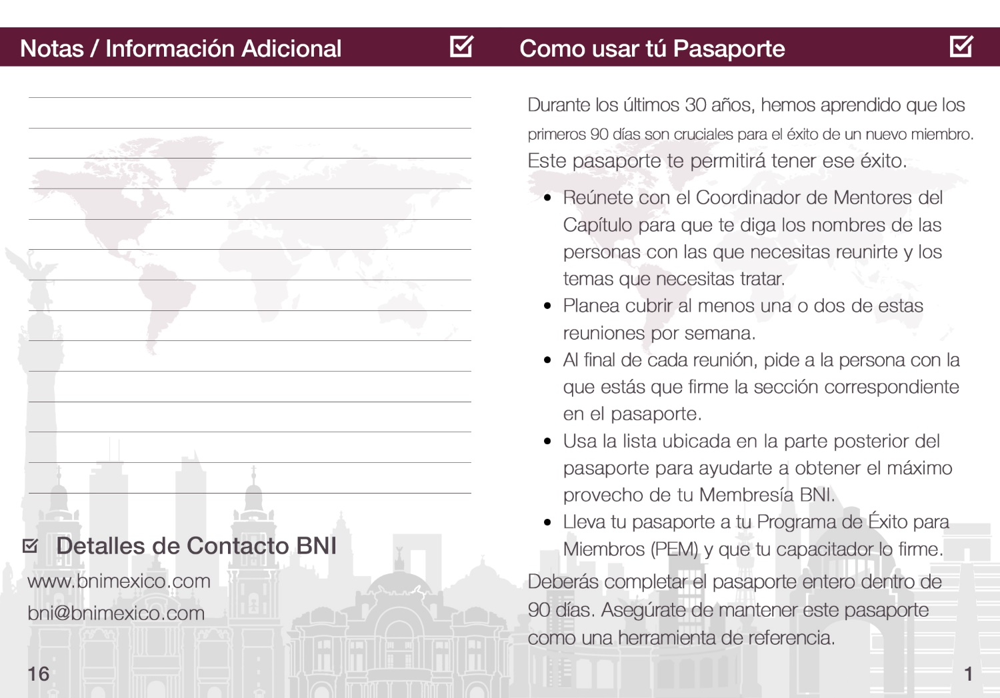 Notas / Información Adicional
Detalles de Contacto BNI
www.bnimexico.com
bni@bnimexico.com
16
Como usar tú Pasaporte
Durante los últimos 30 años, hemos aprendido que los
primeros 90 días son cruciales para el éxito de un nuevo miembro.
Este pasaporte te permitirá tener ese éxito.
• Reúnete con el Coordinador de Mentores del
Capítulo para que te diga los nombres de las
personas con las que necesitas reunirte y los
temas que necesitas tratar.
• Planea cubrir al menos una o dos de estas
reuniones por semana.
• Al final de cada reunión, pide a la persona con la
que estás que firme la sección correspondiente
en el pasaporte.
• Usa la lista ubicada en la parte posterior del
pasaporte para ayudarte a obtener el máximo
provecho de tu Membresía BNI.
• Lleva tu pasaporte a tu Programa de Éxito para
Miembros (PEM) y que tu capacitador lo firme.
Deberás completar el pasaporte entero dentro de
90 días. Asegúrate de mantener este pasaporte
como una herramienta de referencia.
1